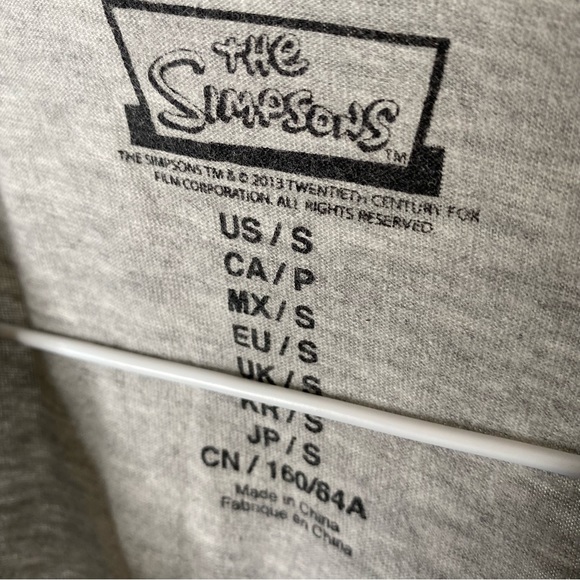 THE
SIMPSONS TM
THE SIMPSONS TM & © 2013 TWENTIETH CENTURY FOX
FILM CORPORATION. ALL RIGHTS RESERVED.
US / S
CA / P
MX / S
EU / S
UK / S
KR / S
JP / S
CN / 160/84A
Made in China
Fabriqué en China